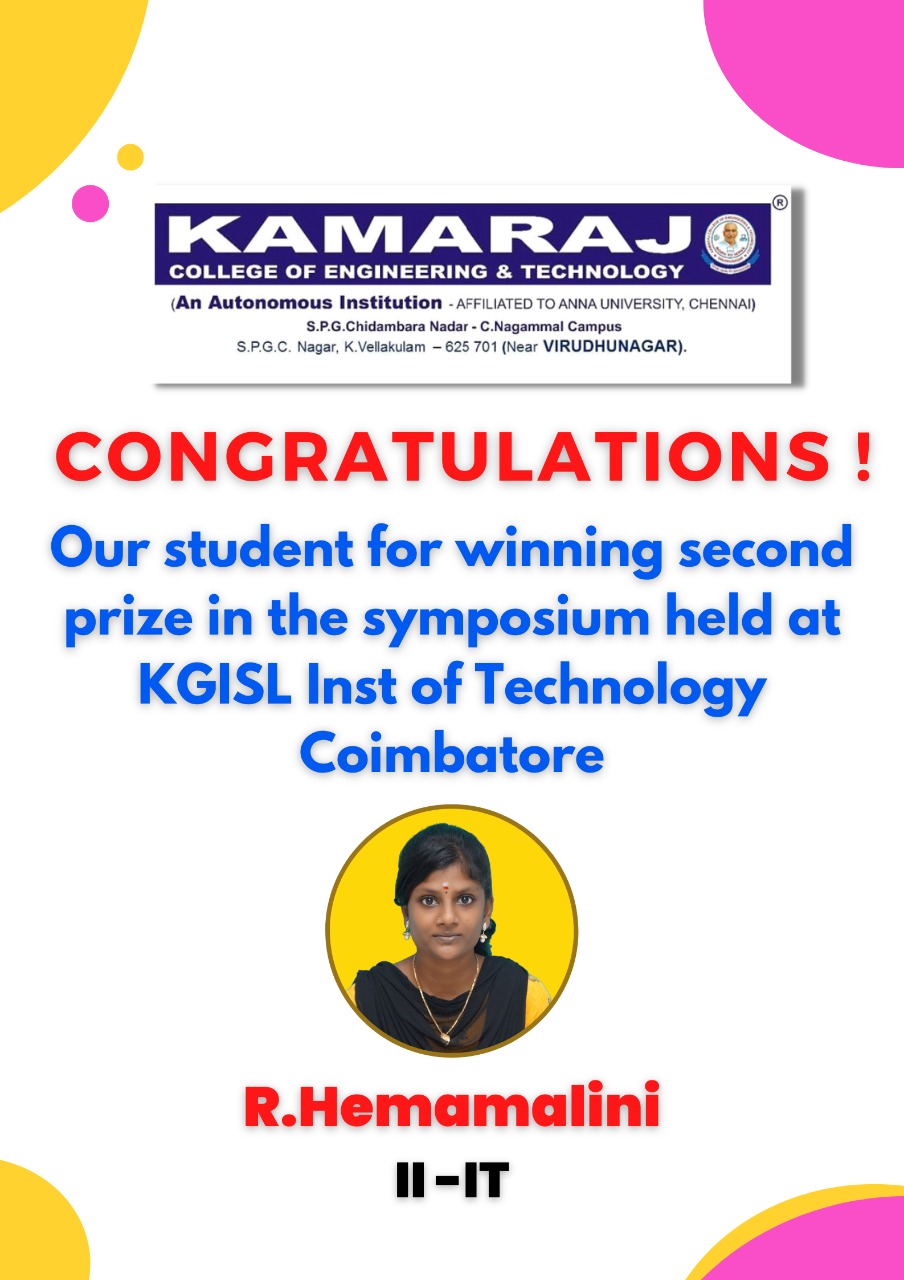 KAMARAJ
®
COLLEGE OF ENGINEERING & TECHNOLOGY
(An Autonomous Institution - AFFILIATED TO ANNA UNIVERSITY, CHENNAI)
S.P.G.Chidambara Nadar - C.Nagammal Campus
S.P.G.C. Nagar, K.Vellakulam – 625 701 (Near VIRUDHUNAGAR).
CONGRATULATIONS !
Our student for winning second
prize in the symposium held at
KGISL Inst of Technology
Coimbatore
R.Hemamalini
II -IT